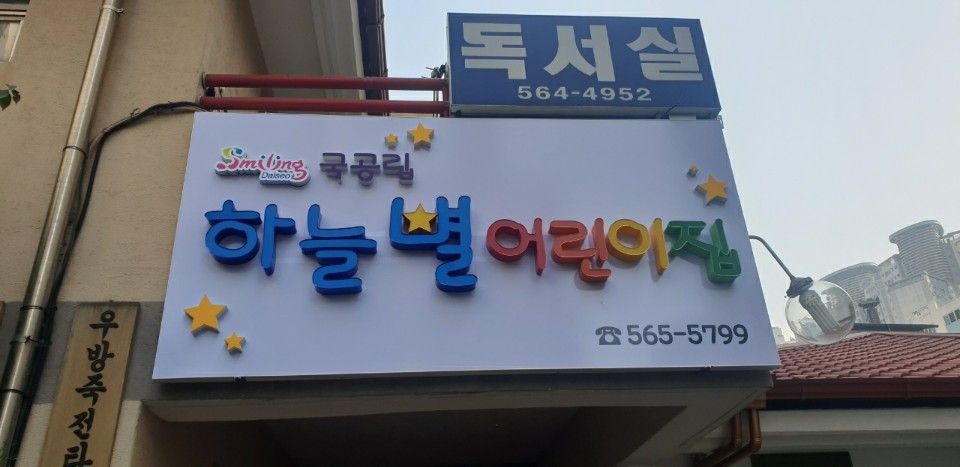 독서실
564-4952
Smiling
Daiseo
국공립
하늘별어린이집
☎565-5799
우방죽전타